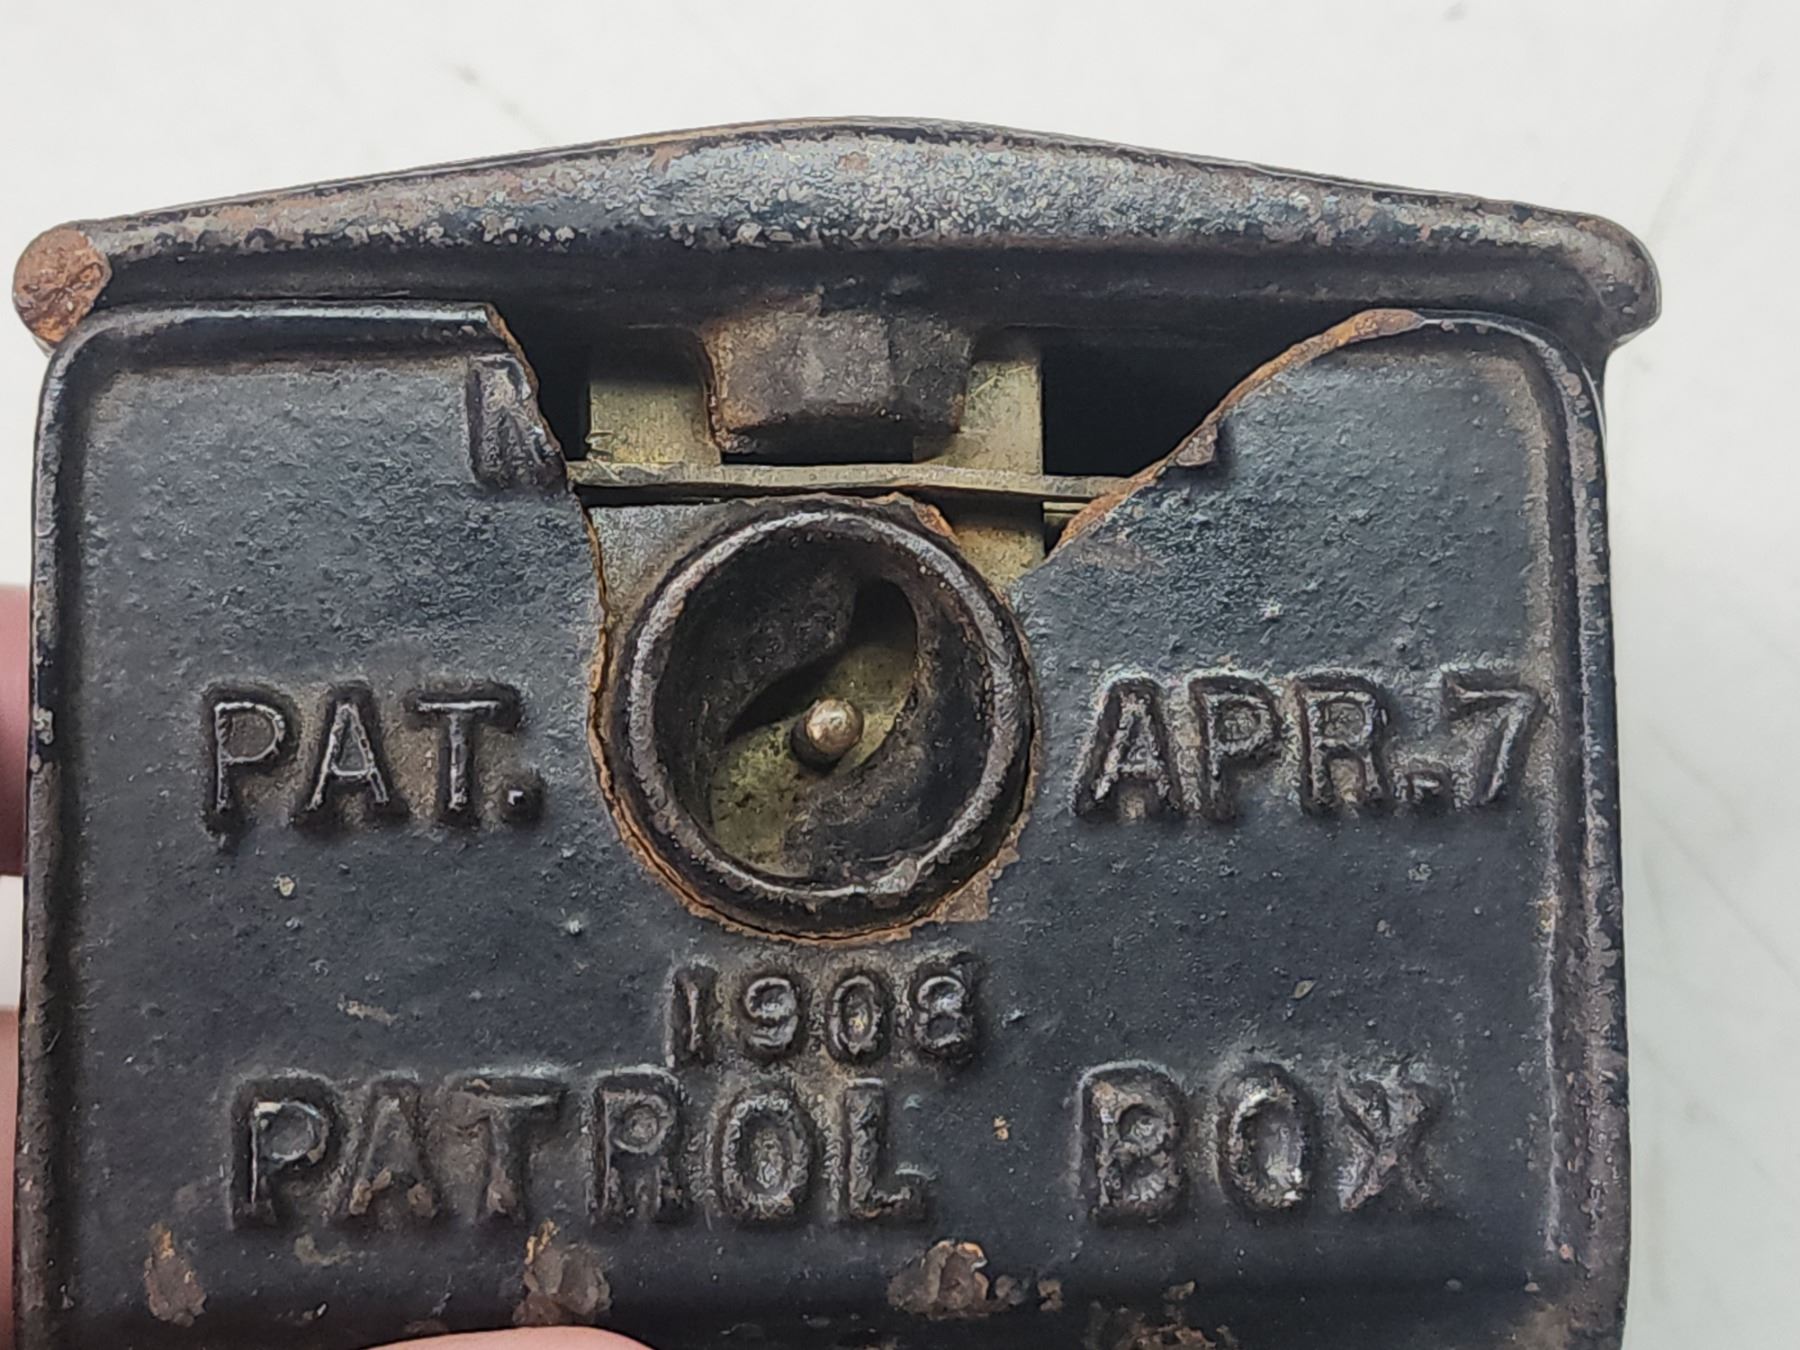 PAT. APR. 7
1908
PATROL BOX